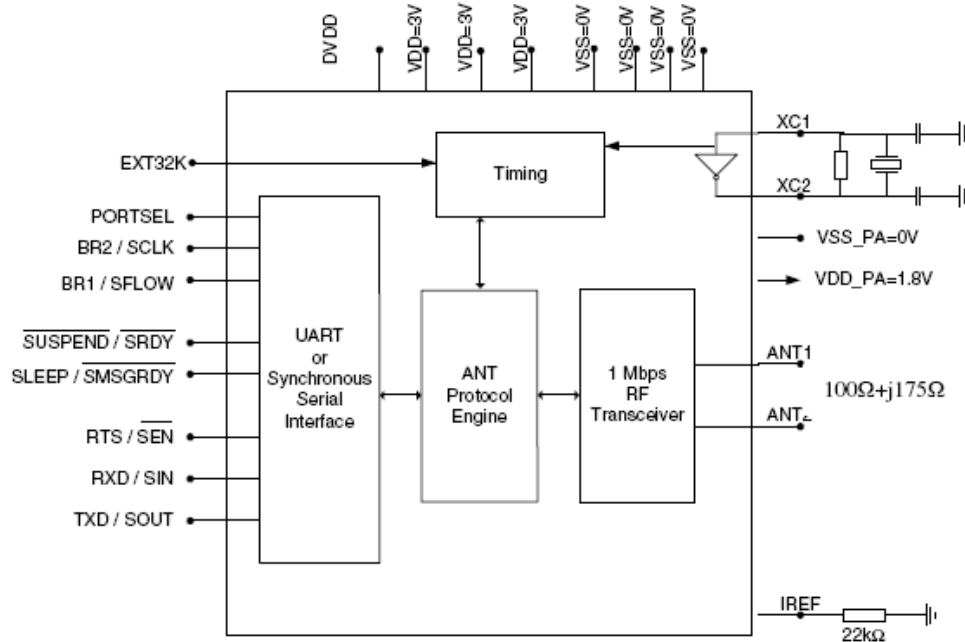 DVDD
VDD=3V
VDD=3V
VDD=3V
VSS=0V
VSS=0V
VSS=0V
VSS=0V
XC1
EXT32K
Timing
XC2
PORTSEL
BR2 / SCLK
VSS_PA=0V
BR1 / SFLOW
VDD_PA=1.8V
SUSPEND / SRDY
SLEEP / SMSGRDY
UART
or
Synchronous
Serial
Interface
ANT
Protocol
Engine
1 Mbps
RF
Transceiver
ANT1
100Ω+j175Ω
RTS / SEN
RXD / SIN
TXD / SOUT
IREF
22kΩ